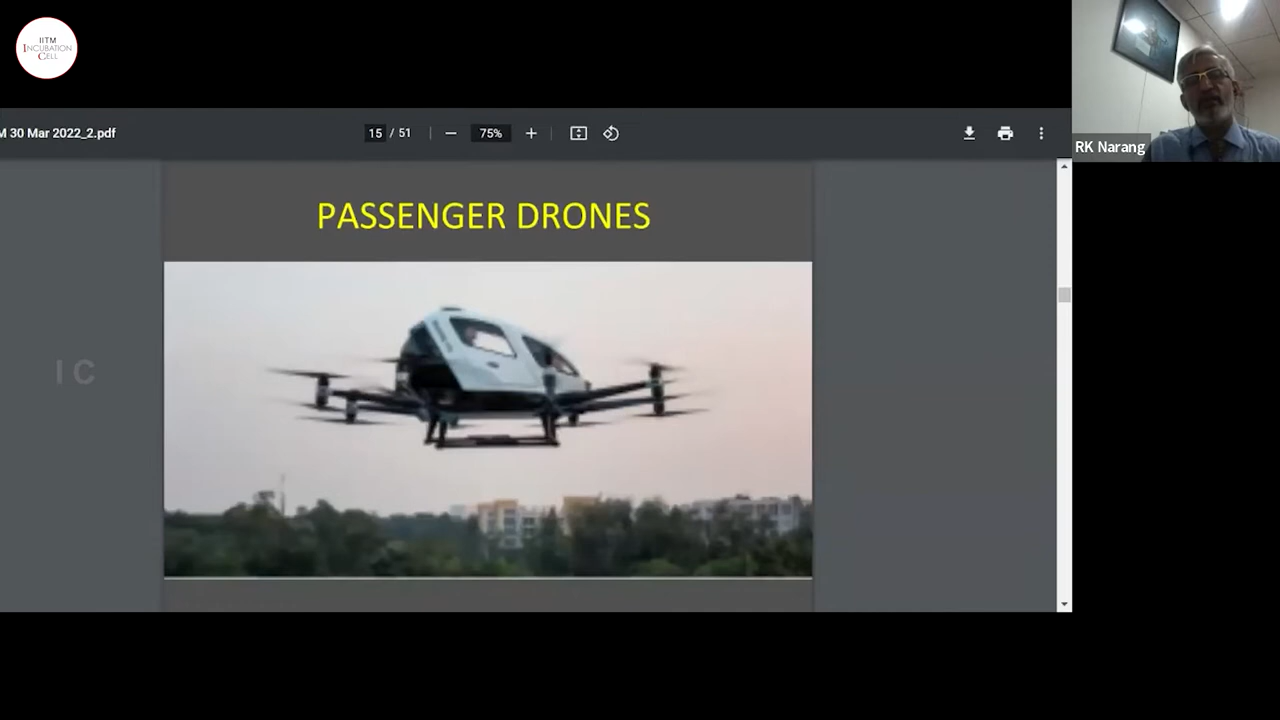 IITM
INCUBATION
CELL
M 30 Mar 2022_2.pdf
15 / 51
75%
RK Narang
PASSENGER DRONES
I C